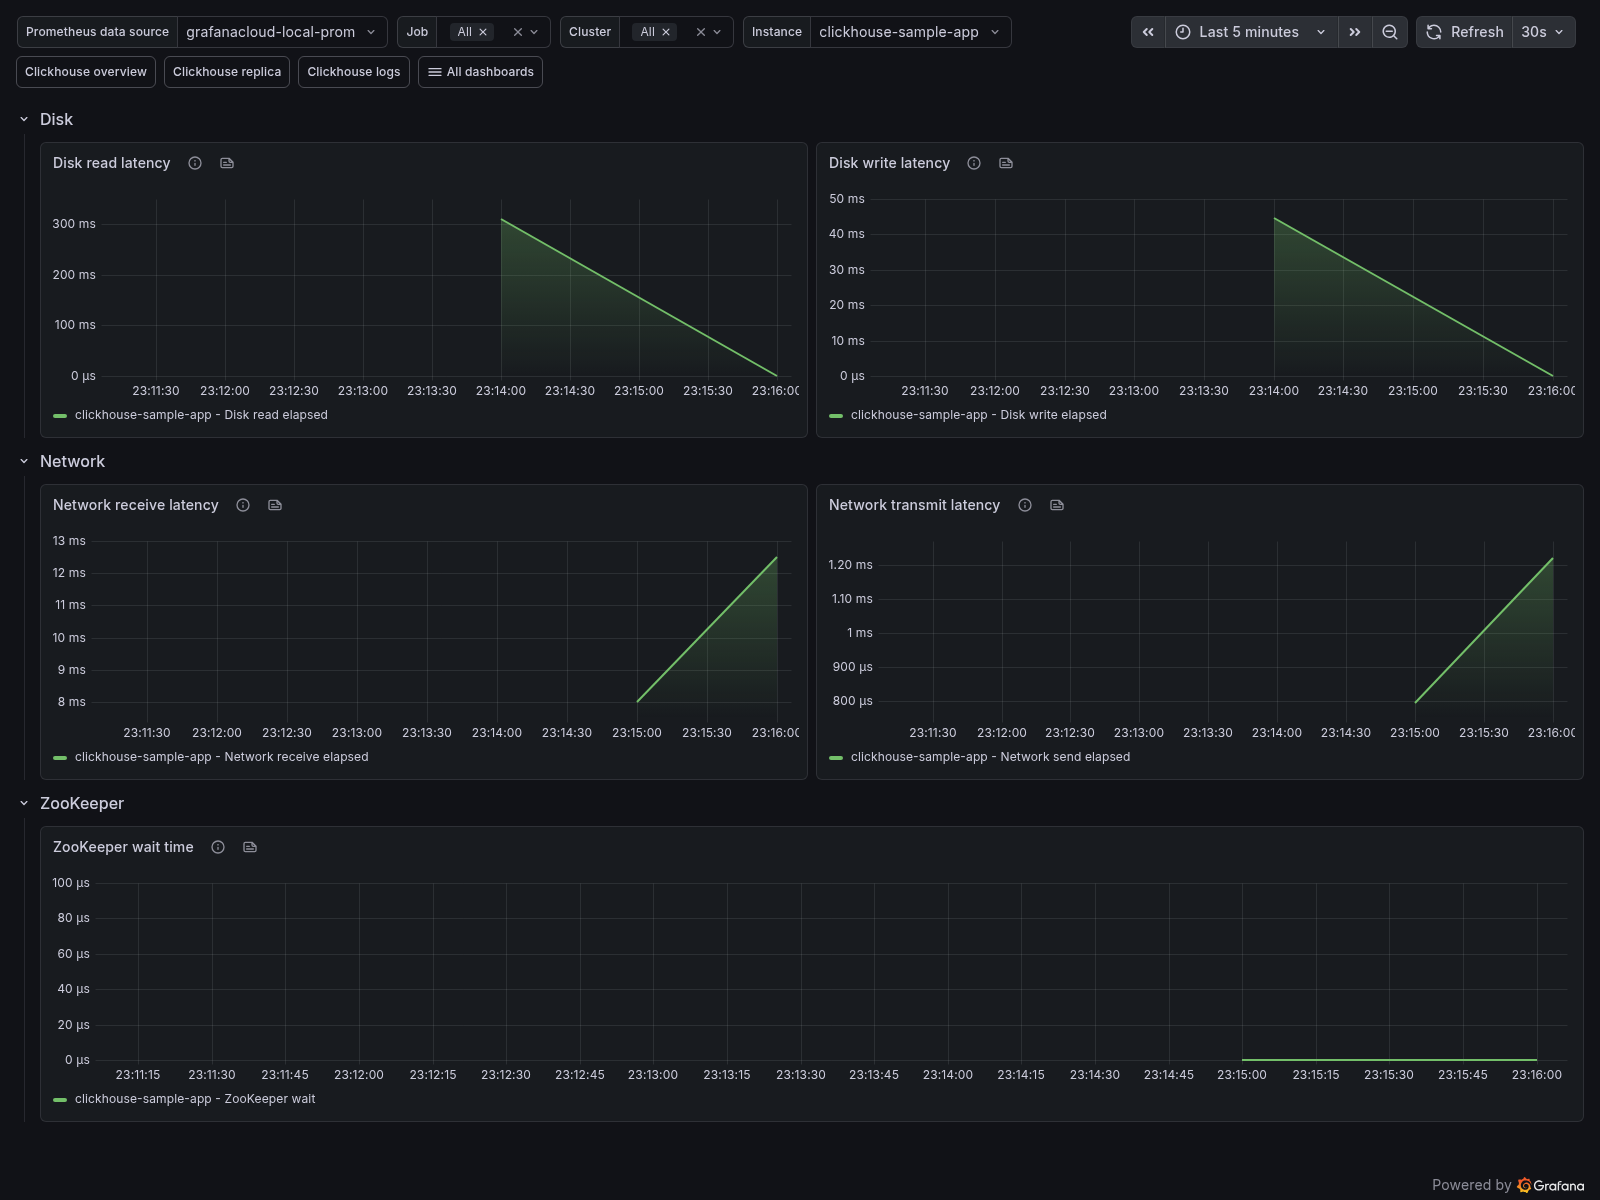 Prometheus data source grafanacloud-local-prom Job All Cluster All Instance clickhouse-sample-app Last 5 minutes Refresh 30s
Clickhouse overview Clickhouse replica Clickhouse logs All dashboards
Disk
Disk read latency
300 ms
200 ms
100 ms
0 µs
23:11:30 23:12:00 23:12:30 23:13:00 23:13:30 23:14:00 23:14:30 23:15:00 23:15:30 23:16:00
clickhouse-sample-app - Disk read elapsed
Disk write latency
50 ms
40 ms
30 ms
20 ms
10 ms
0 µs
23:11:30 23:12:00 23:12:30 23:13:00 23:13:30 23:14:00 23:14:30 23:15:00 23:15:30 23:16:00
clickhouse-sample-app - Disk write elapsed
Network
Network receive latency
13 ms
12 ms
11 ms
10 ms
9 ms
8 ms
23:11:30 23:12:00 23:12:30 23:13:00 23:13:30 23:14:00 23:14:30 23:15:00 23:15:30 23:16:00
clickhouse-sample-app - Network receive elapsed
Network transmit latency
1.20 ms
1.10 ms
1 ms
900 µs
800 µs
23:11:30 23:12:00 23:12:30 23:13:00 23:13:30 23:14:00 23:14:30 23:15:00 23:15:30 23:16:00
clickhouse-sample-app - Network send elapsed
ZooKeeper
ZooKeeper wait time
100 µs
80 µs
60 µs
40 µs
20 µs
0 µs
23:11:15 23:11:30 23:11:45 23:12:00 23:12:15 23:12:30 23:12:45 23:13:00 23:13:15 23:13:30 23:13:45 23:14:00 23:14:15 23:14:30 23:14:45 23:15:00 23:15:15 23:15:30 23:15:45 23:16:00
clickhouse-sample-app - ZooKeeper wait
Powered by Grafana